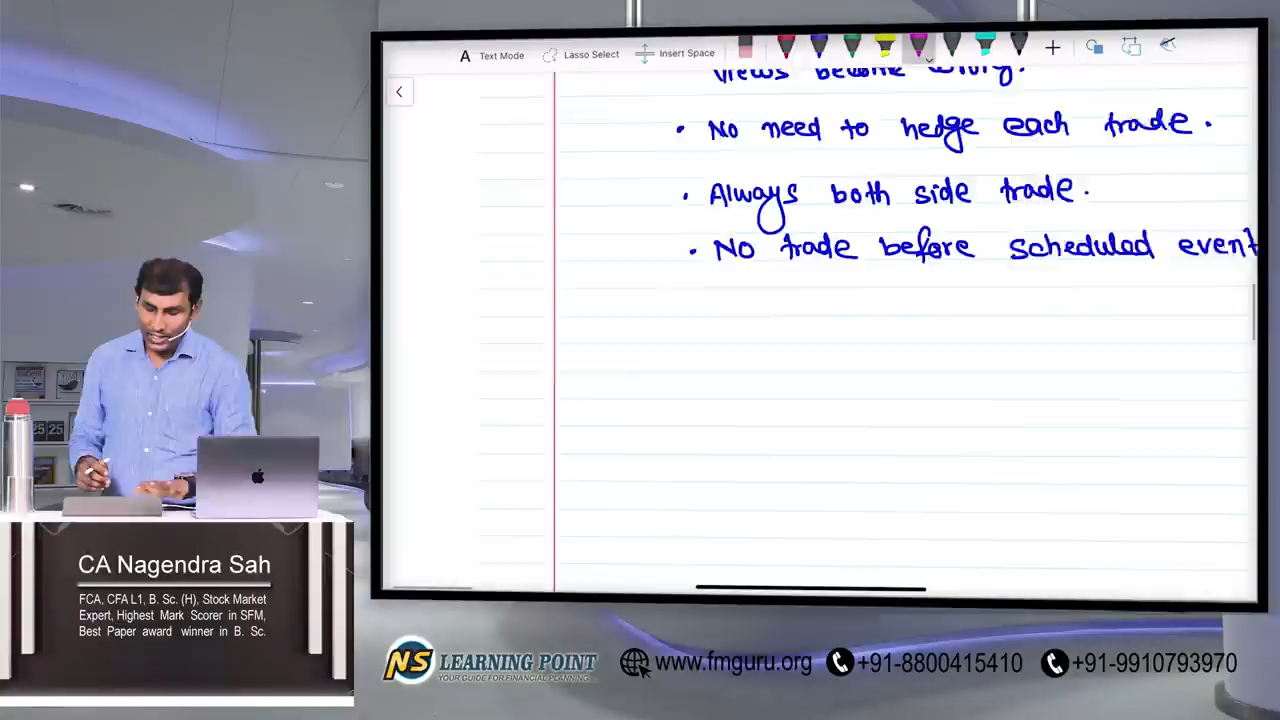 Text Mode
Lasso Select
Insert Space
views become wrong.
• No need to hedge each trade.
• Always both side trade.
• No trade before scheduled event
CA Nagendra Sah
FCA, CFA L1, B. Sc. (H), Stock Market
Expert, Highest Mark Scorer in SFM,
Best Paper award winner in B. Sc.
NS LEARNING POINT
YOUR GUIDE FOR FINANCIAL PLANNING...
www.fmguru.org
+91-8800415410
+91-9910793970